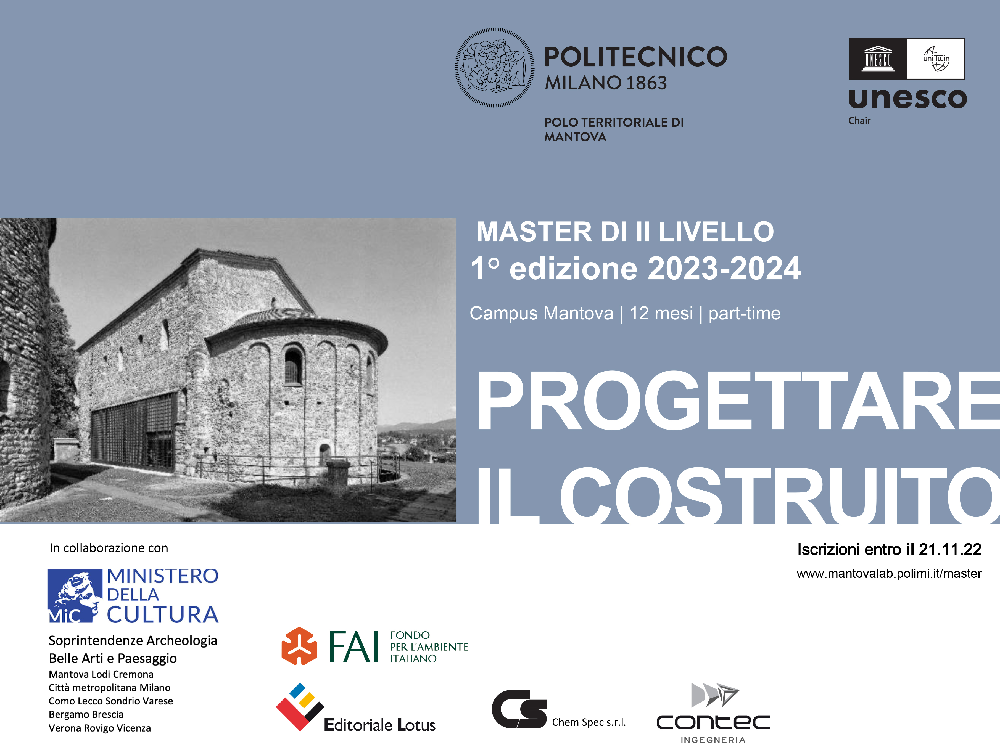 POLITECNICO
MILANO 1863
POLO TERRITORIALE DI
MANTOVA
UNESCO
uniTwin
unesco
Chair
MASTER DI II LIVELLO
1° edizione 2023-2024
Campus Mantova | 12 mesi | part-time
PROGETTARE
IL COSTRUITO
In collaborazione con
MiC
MINISTERO
DELLA
CULTURA
Soprintendenze Archeologia
Belle Arti e Paesaggio
Mantova Lodi Cremona
Città metropolitana Milano
Como Lecco Sondrio Varese
Bergamo Brescia
Verona Rovigo Vicenza
FAI
FONDO
PER L'AMBIENTE
ITALIANO
Editoriale Lotus
CS
Chem Spec s.r.l.
contec
INGEGNERIA
Iscrizioni entro il 21.11.22
www.mantovalab.polimi.it/master